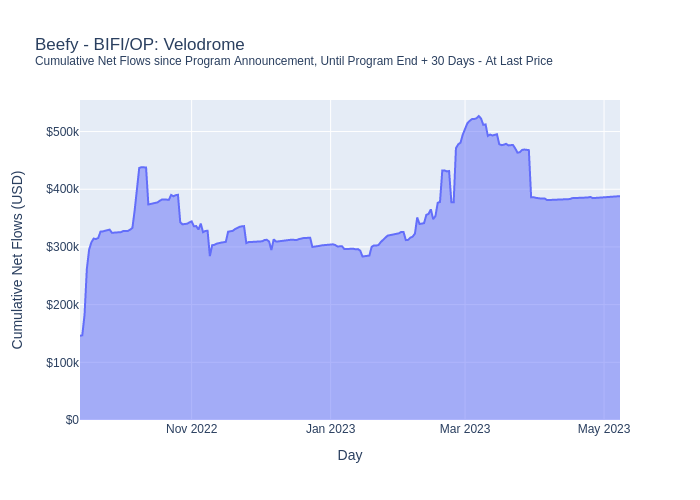 Beefy - BIFI/OP: Velodrome
Cumulative Net Flows since Program Announcement, Until Program End + 30 Days - At Last Price
Cumulative Net Flows (USD)
$500k
$400k
$300k
$200k
$100k
$0
Nov 2022
Jan 2023
Mar 2023
May 2023
Day